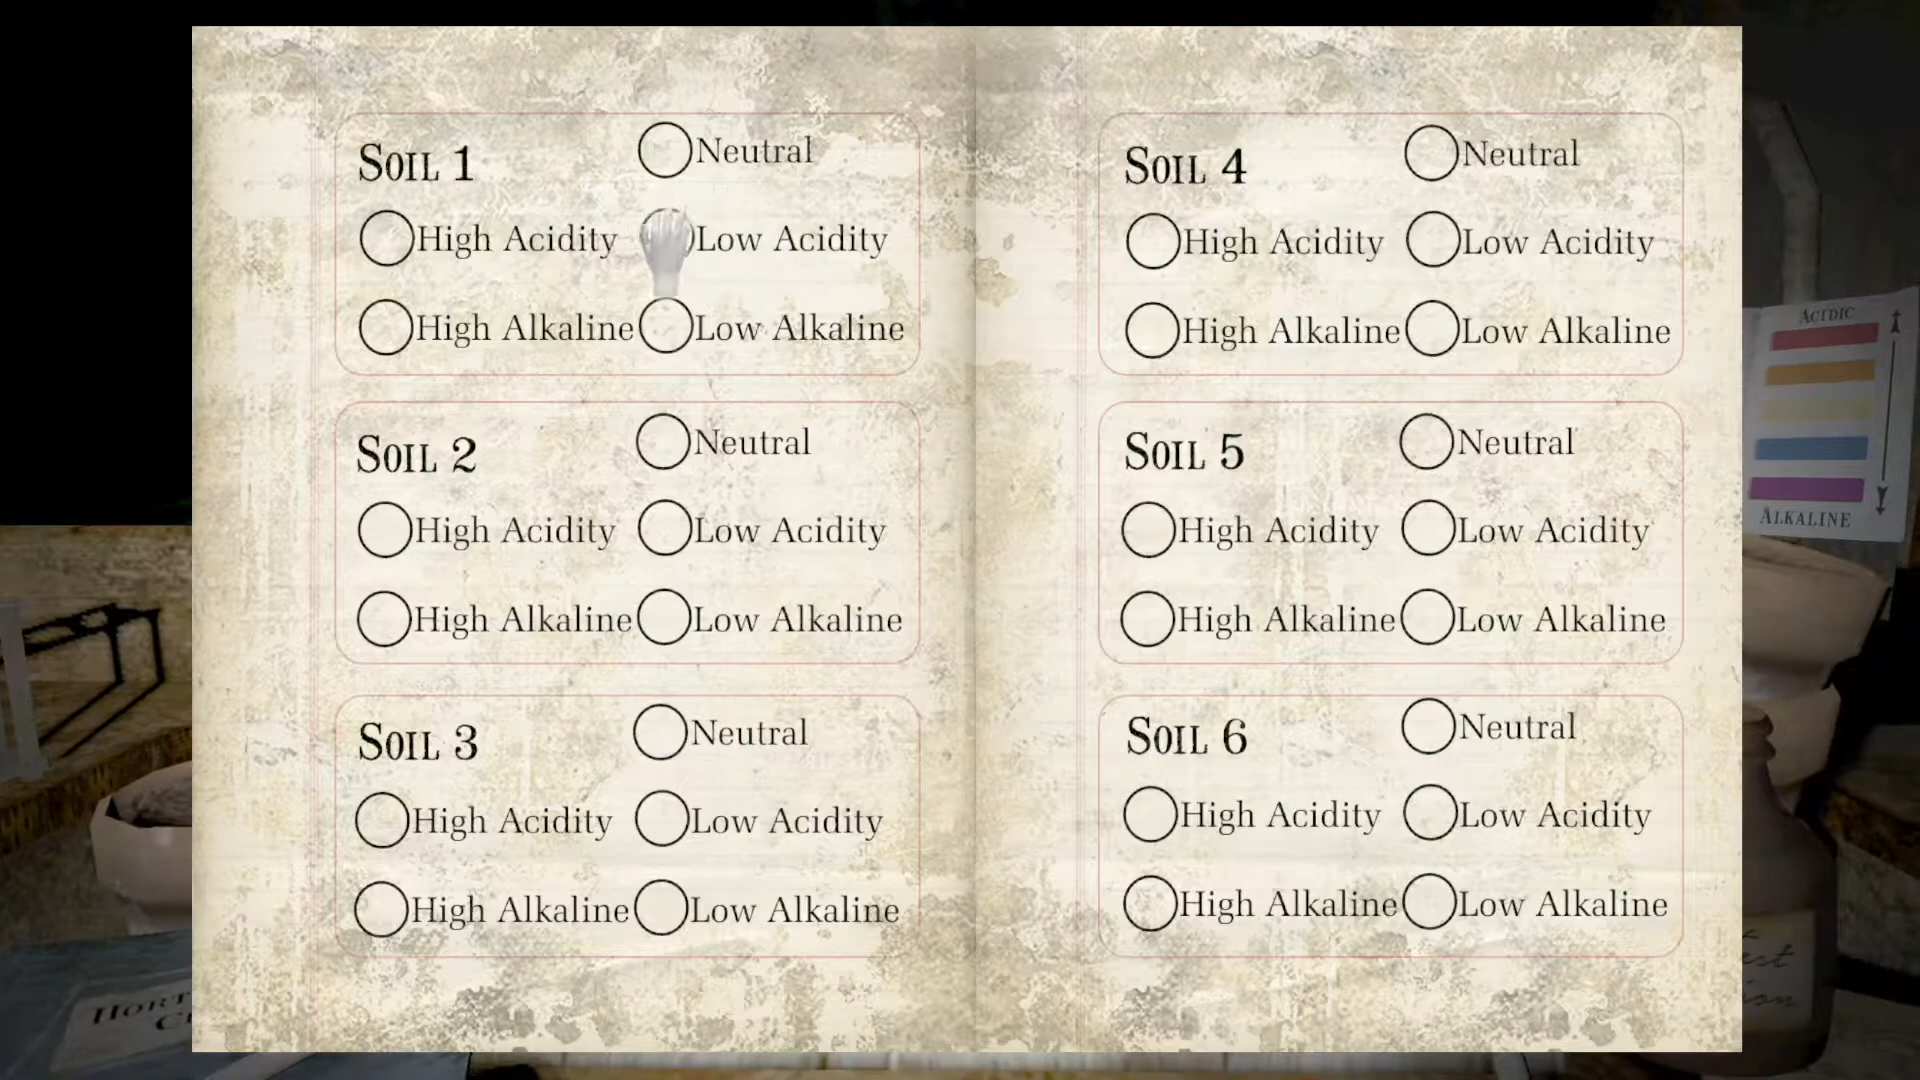 SOIL 1
Neutral
High Acidity
Low Acidity
High Alkaline
Low Alkaline
SOIL 2
Neutral
High Acidity
Low Acidity
High Alkaline
Low Alkaline
SOIL 3
Neutral
High Acidity
Low Acidity
High Alkaline
Low Alkaline
SOIL 4
Neutral
High Acidity
Low Acidity
High Alkaline
Low Alkaline
SOIL 5
Neutral
High Acidity
Low Acidity
High Alkaline
Low Alkaline
SOIL 6
Neutral
High Acidity
Low Acidity
High Alkaline
Low Alkaline
ACIDIC
ALKALINE